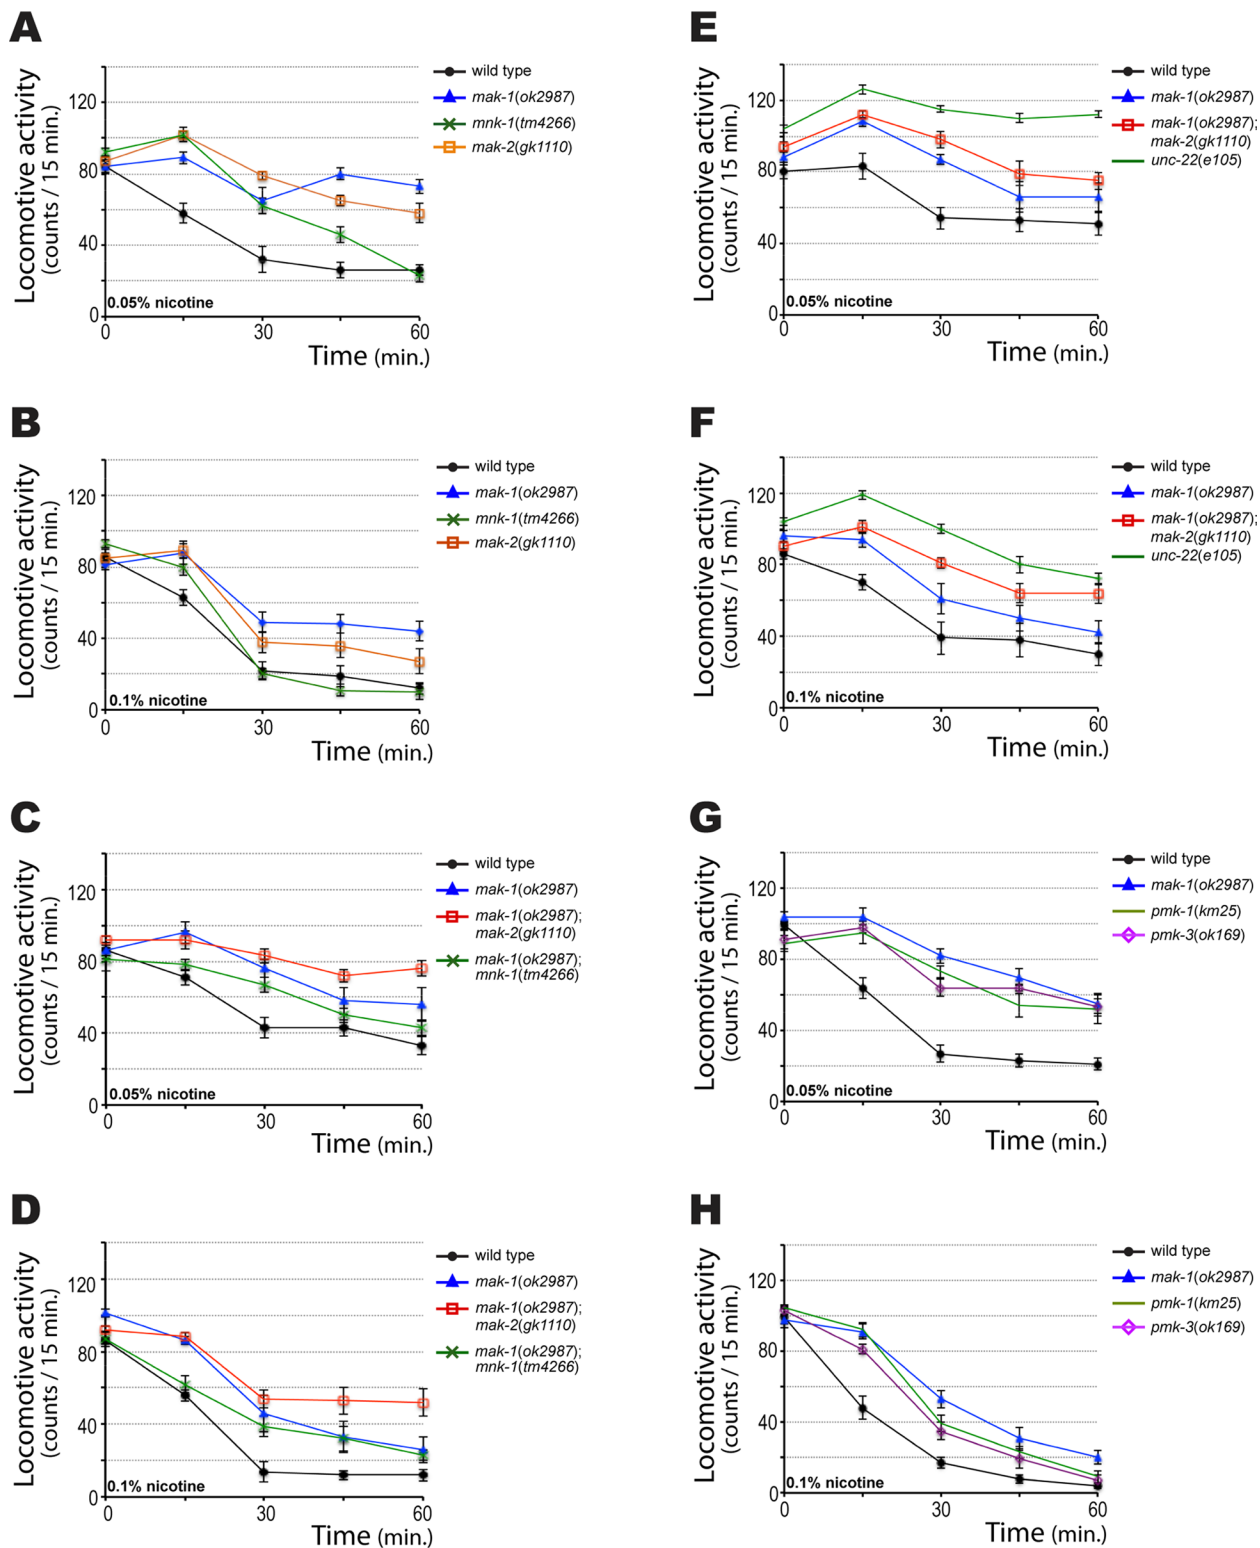 A
Locomotive activity
(counts / 15 min.)
120
80
40
0
0.05% nicotine
0
30
60
Time (min.)
wild type
mak-1(ok2987)
mnk-1(tm4266)
mak-2(gk1110)
B
Locomotive activity
(counts / 15 min.)
120
80
40
0
0.1% nicotine
0
30
60
Time (min.)
wild type
mak-1(ok2987)
mnk-1(tm4266)
mak-2(gk1110)
C
Locomotive activity
(counts / 15 min.)
120
80
40
0
0.05% nicotine
0
30
60
Time (min.)
wild type
mak-1(ok2987)
mak-1(ok2987);
mak-2(gk1110)
mak-1(ok2987);
mnk-1(tm4266)
D
Locomotive activity
(counts / 15 min.)
120
80
40
0
0.1% nicotine
0
30
60
Time (min.)
wild type
mak-1(ok2987)
mak-1(ok2987);
mak-2(gk1110)
mak-1(ok2987);
mnk-1(tm4266)
E
Locomotive activity
(counts / 15 min.)
120
80
40
0
0.05% nicotine
0
30
60
Time (min.)
wild type
mak-1(ok2987)
mak-1(ok2987);
mak-2(gk1110)
unc-22(e105)
F
Locomotive activity
(counts / 15 min.)
120
80
40
0
0.1% nicotine
0
30
60
Time (min.)
wild type
mak-1(ok2987)
mak-1(ok2987);
mak-2(gk1110)
unc-22(e105)
G
Locomotive activity
(counts / 15 min.)
120
80
40
0
0.05% nicotine
0
30
60
Time (min.)
wild type
mak-1(ok2987)
pmk-1(km25)
pmk-3(ok169)
H
Locomotive activity
(counts / 15 min.)
120
80
40
0
0.1% nicotine
0
30
60
Time (min.)
wild type
mak-1(ok2987)
pmk-1(km25)
pmk-3(ok169)